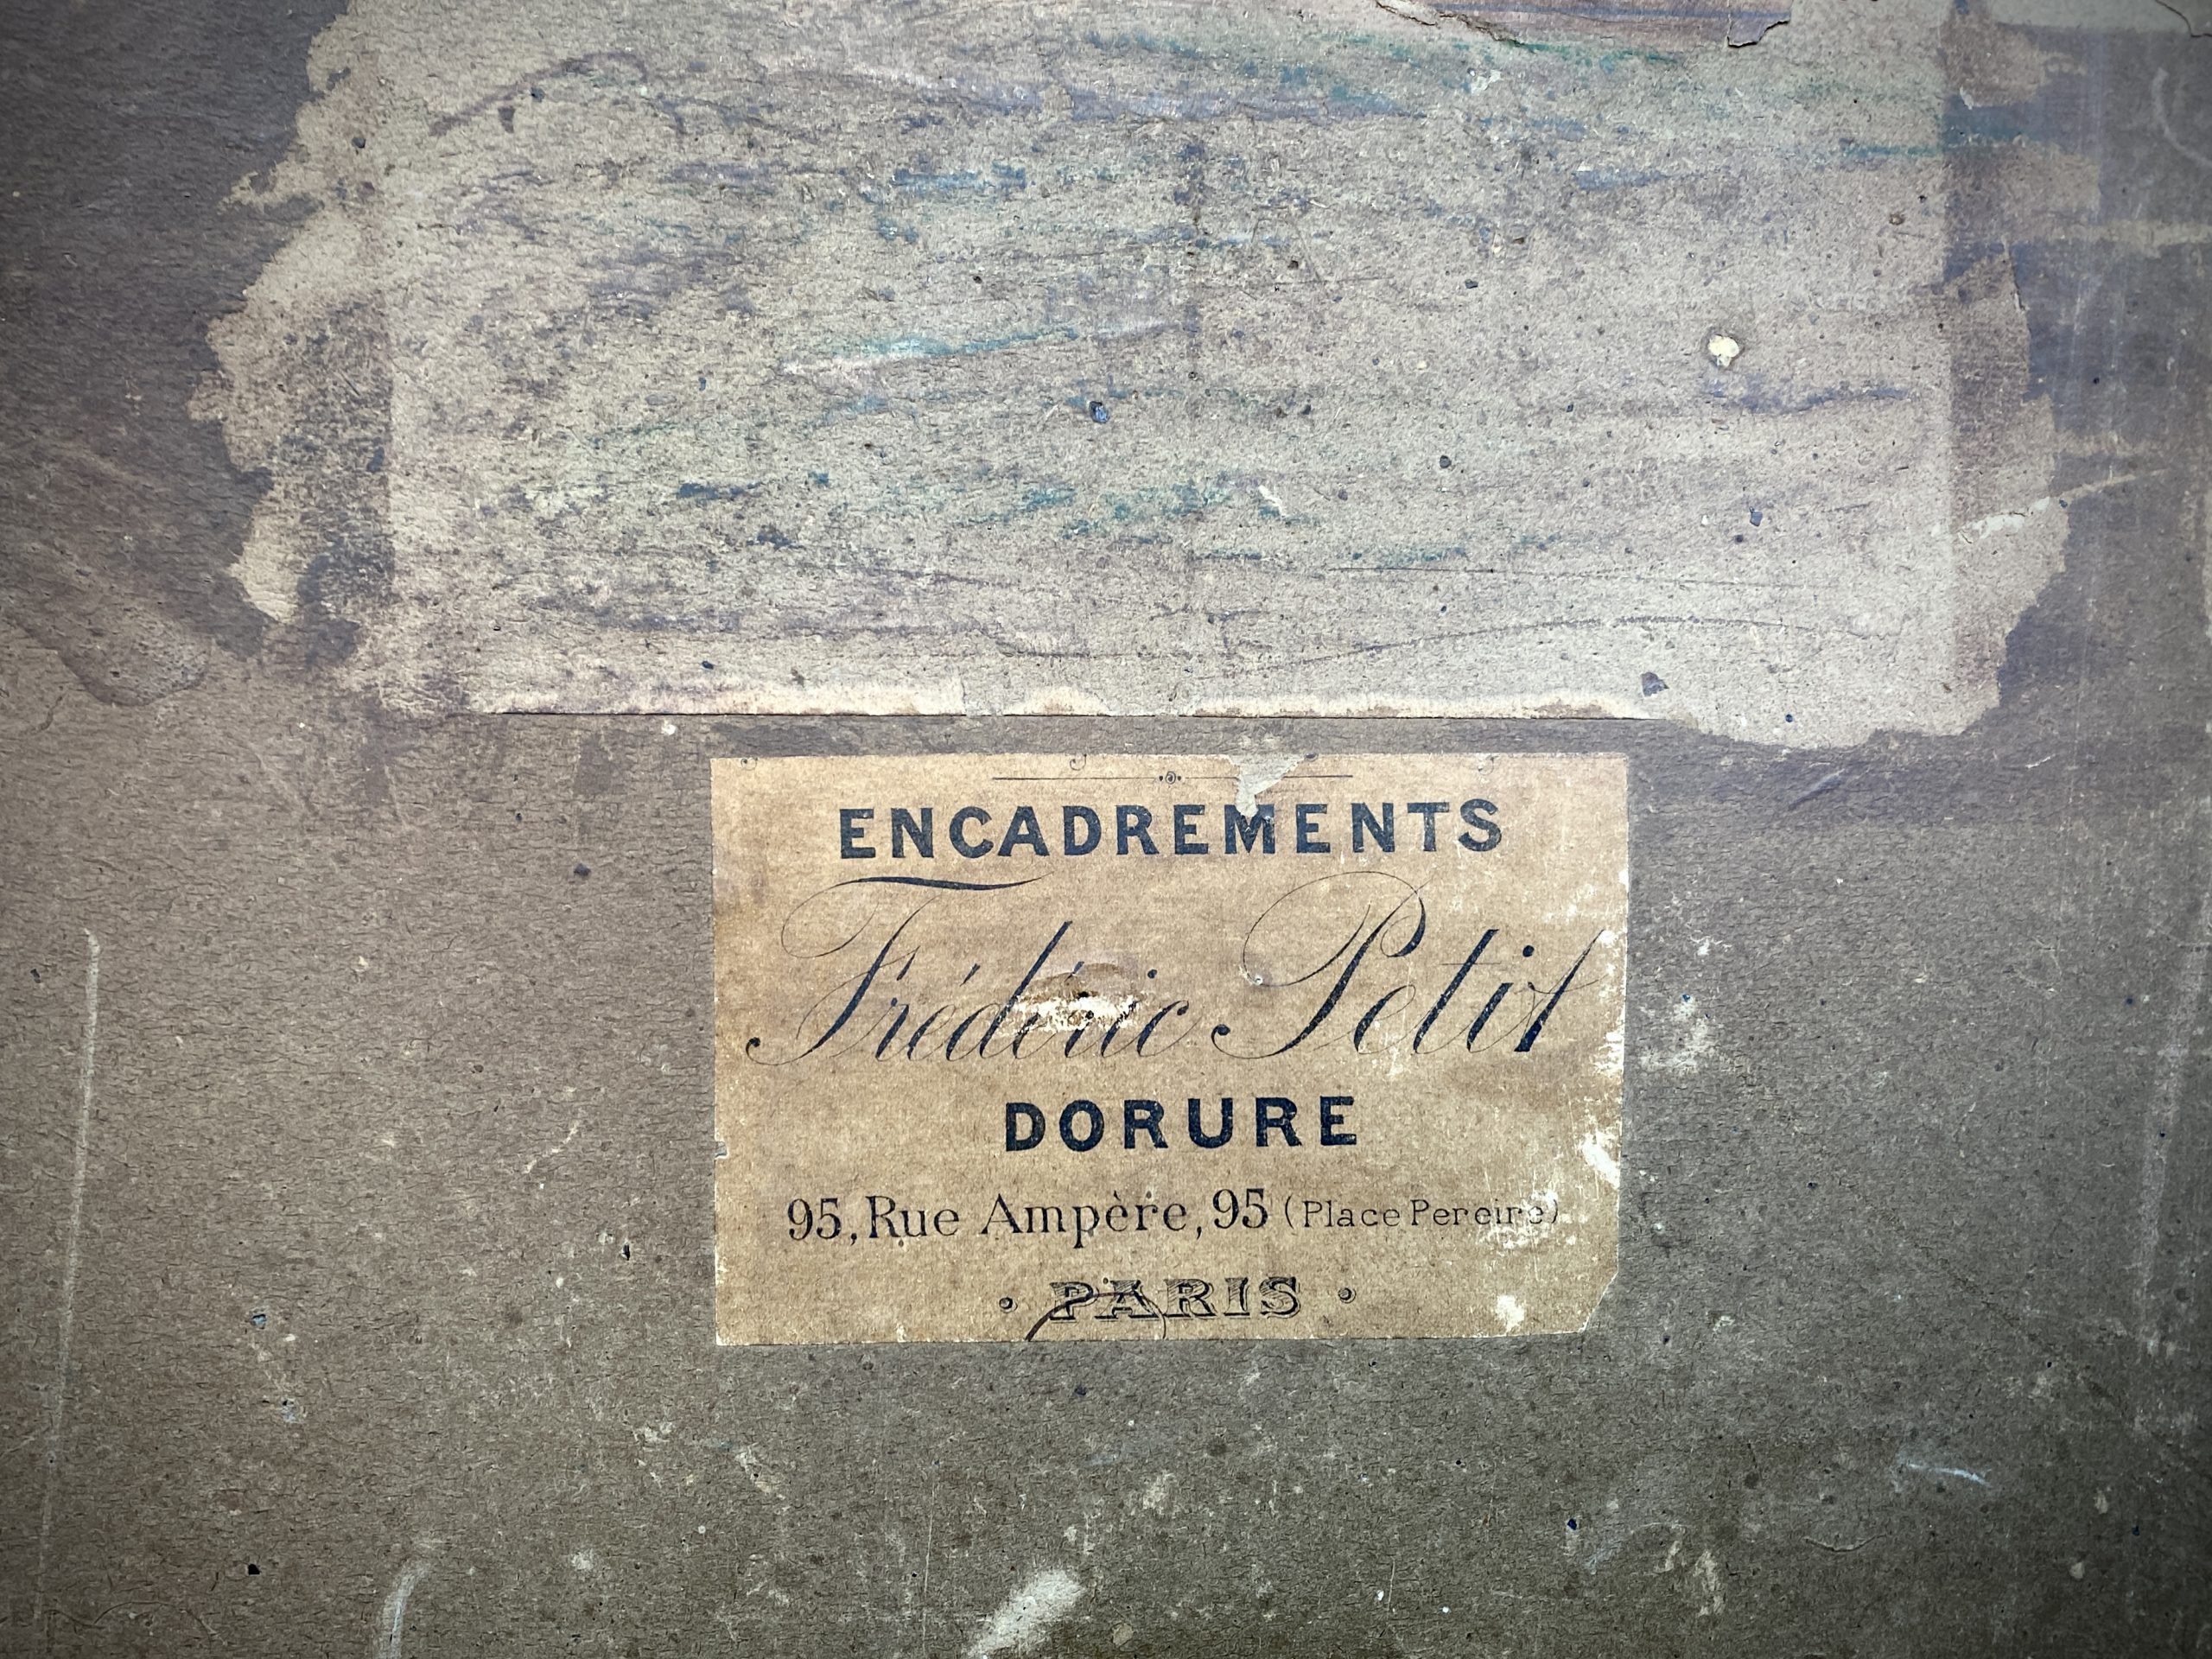 ENCADREMENTS
Frédéric Petit
DORURE
95, Rue Ampère, 95 (Place Pereire)
• PARIS •